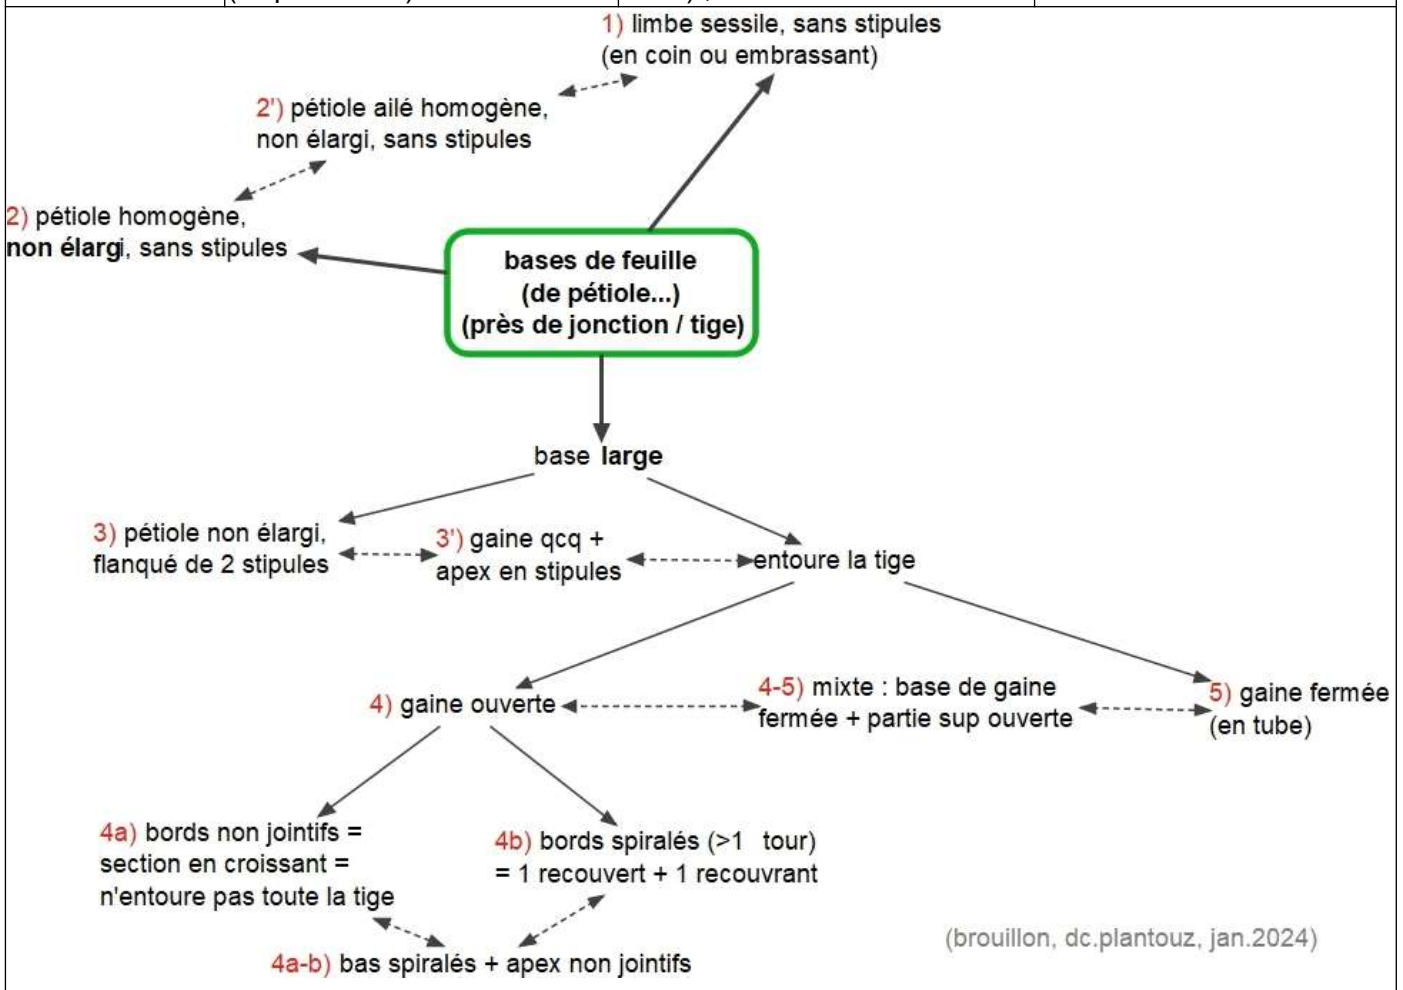 1) limbe sessile, sans stipules
(en coin ou embrassant)
2') pétiole ailé homogène,
non élargi, sans stipules
2) pétiole homogène,
non élargi, sans stipules
bases de feuille
(de pétiole...)
(près de jonction / tige)
base large
3) pétiole non élargi,
flanqué de 2 stipules
3') gaine qcq +
apex en stipules
entoure la tige
4) gaine ouverte
4-5) mixte : base de gaine
fermée + partie sup ouverte
5) gaine fermée
(en tube)
4a) bords non jointifs =
section en croissant =
n'entoure pas toute la tige
4b) bords spiralés (>1 tour)
= 1 recouvert + 1 recouvrant
4a-b) bas spiralés + apex non jointifs
(brouillon, dc.plantouz, jan.2024)